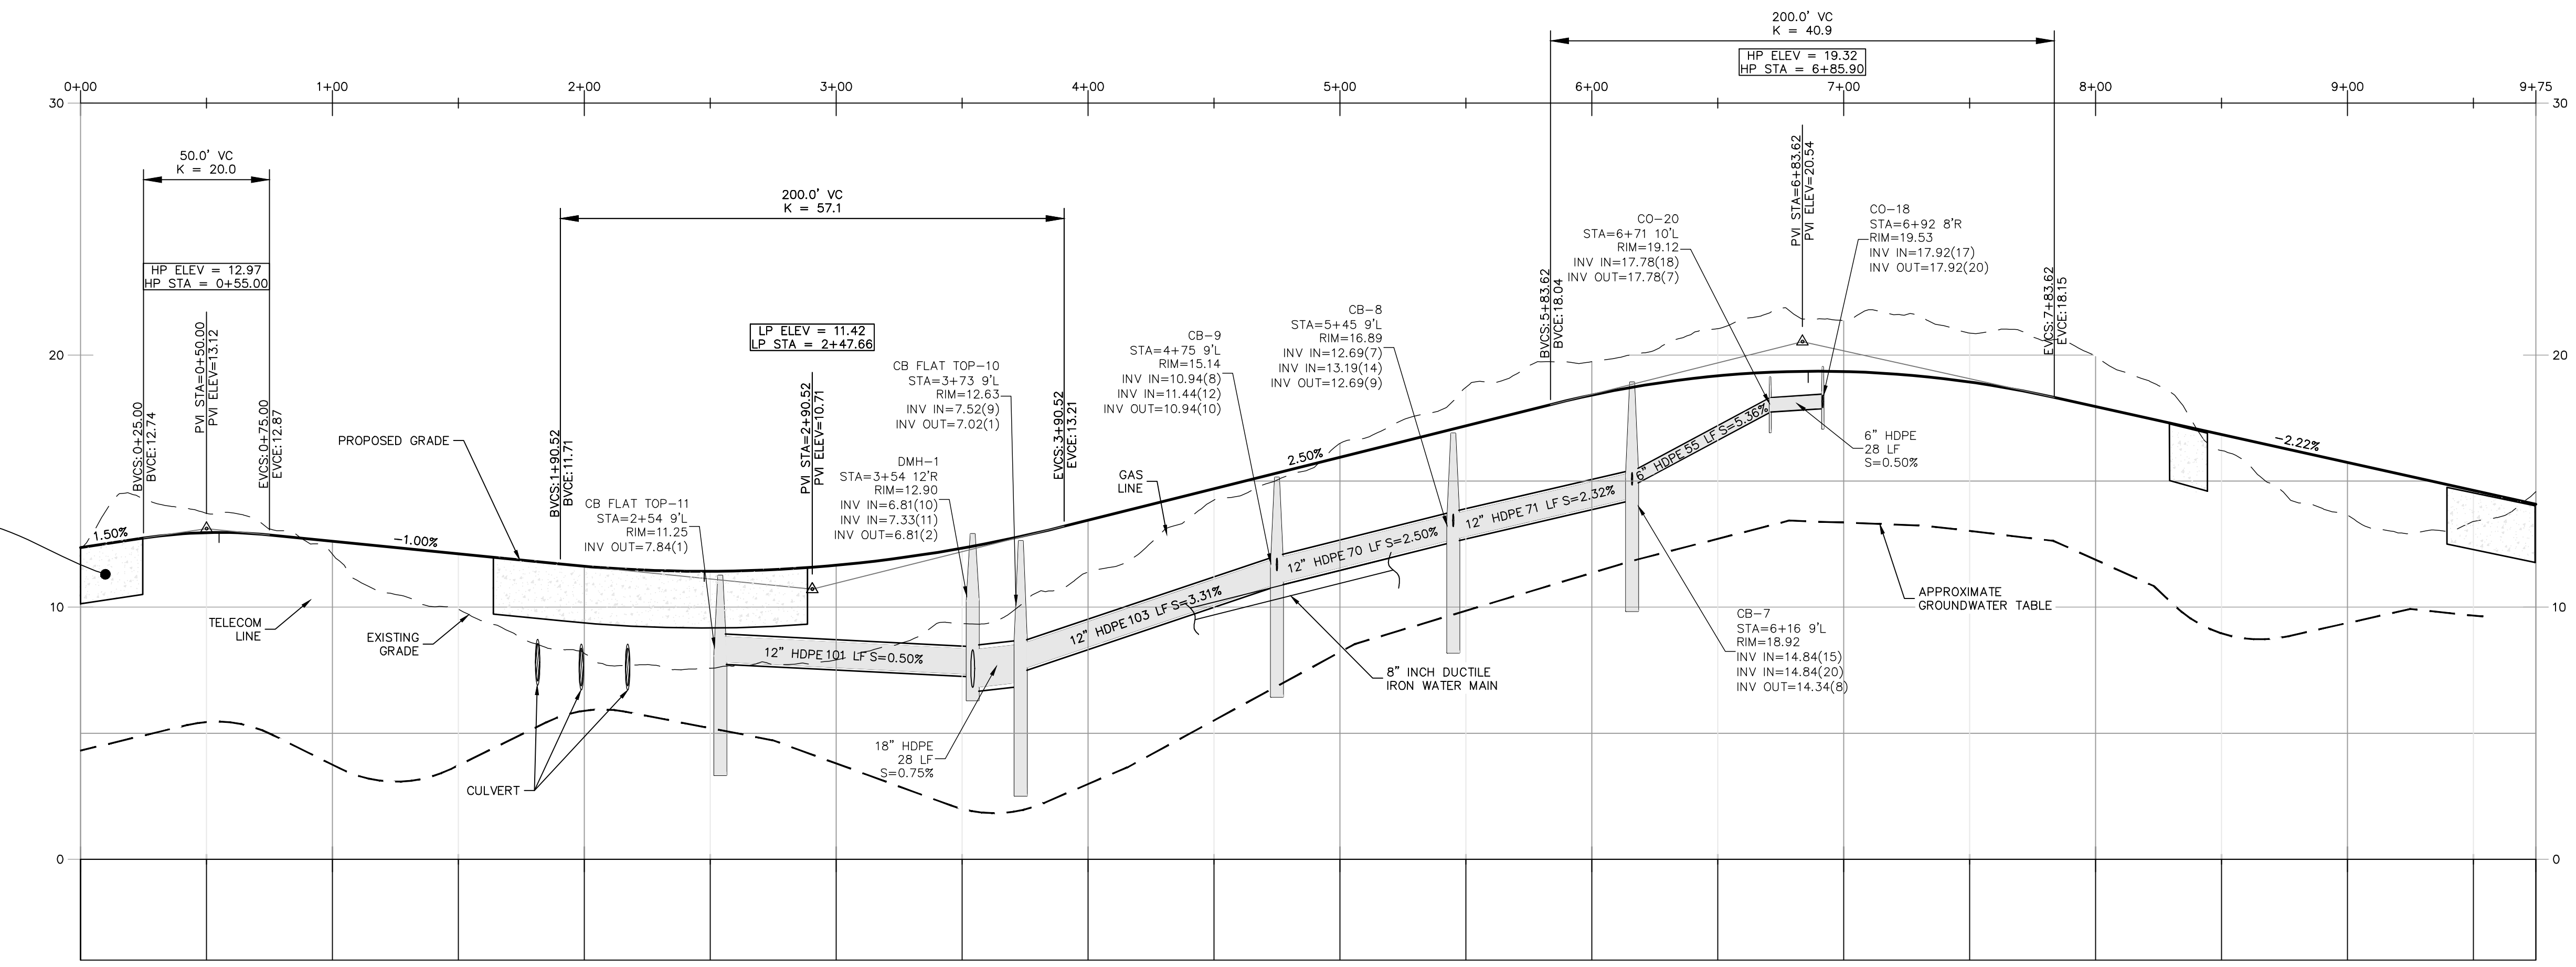 200.0' VC
K = 40.9
HP ELEV = 19.32
HP STA = 6+85.90
0+00
1+00
2+00
3+00
4+00
5+00
6+00
7+00
8+00
9+00
9+75
30
30
50.0' VC
K = 20.0
HP ELEV = 12.97
HP STA = 0+55.00
BVCS: 0+25.00
BVCE: 12.74
PVI STA=0+50.00
PVI ELEV=13.12
EVCS: 0+75.00
EVCE: 12.87
200.0' VC
K = 57.1
LP ELEV = 11.42
LP STA = 2+47.66
BVCS: 1+90.52
BVCE: 11.71
PVI STA=2+90.52
PVI ELEV=10.71
EVCS: 3+90.52
EVCE: 13.21
BVCS: 5+83.62
BVCE: 18.04
PVI STA=6+83.62
PVI ELEV=20.54
EVCS: 7+83.62
EVCE: 18.15
CO-20
STA=6+71 10'L
RIM=19.12
INV IN=17.78(18)
INV OUT=17.78(7)
CO-18
STA=6+92 8'R
RIM=19.53
INV IN=17.92(17)
INV OUT=17.92(20)
CB-8
STA=5+45 9'L
RIM=16.89
INV IN=12.69(7)
INV IN=13.19(14)
INV OUT=12.69(9)
CB-9
STA=4+75 9'L
RIM=15.14
INV IN=10.94(8)
INV IN=11.44(12)
INV OUT=10.94(10)
CB FLAT TOP-10
STA=3+73 9'L
RIM=12.63
INV IN=7.52(9)
INV OUT=7.02(1)
DMH-1
STA=3+54 12'R
RIM=12.90
INV IN=6.81(10)
INV IN=7.33(11)
INV OUT=6.81(2)
CB FLAT TOP-11
STA=2+54 9'L
RIM=11.25
INV OUT=7.84(1)
20
20
PROPOSED GRADE
GAS
LINE
1.50%
-1.00%
2.50%
-2.22%
6" HDPE
28 LF
S=0.50%
6" HDPE 55 LF S=5.36%
12" HDPE 71 LF S=2.32%
12" HDPE 70 LF S=2.50%
12" HDPE 103 LF S=3.31%
12" HDPE 101 LF S=0.50%
10
10
TELECOM
LINE
EXISTING
GRADE
APPROXIMATE
GROUNDWATER TABLE
CB-7
STA=6+16 9'L
RIM=18.92
INV IN=14.84(15)
INV IN=14.84(20)
INV OUT=14.34(8)
8" INCH DUCTILE
IRON WATER MAIN
18" HDPE
28 LF
S=0.75%
CULVERT
0
0